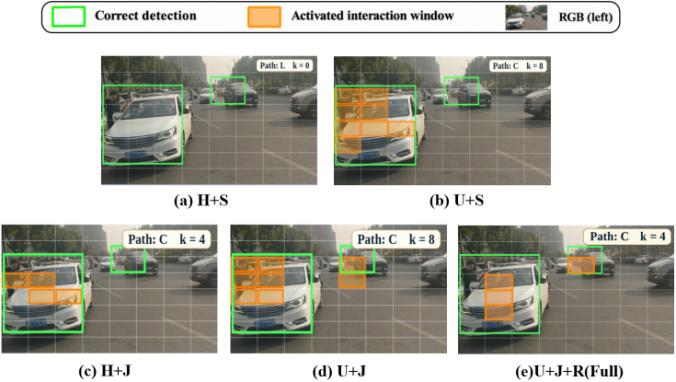 Correct detection Activated interaction window RGB (left)
Path: L k = 0
Path: C k = 8
(a) H+S (b) U+S
Path: C k = 4
Path: C k = 8
Path: C k = 4
(c) H+J (d) U+J (e)U+J+R(Full)